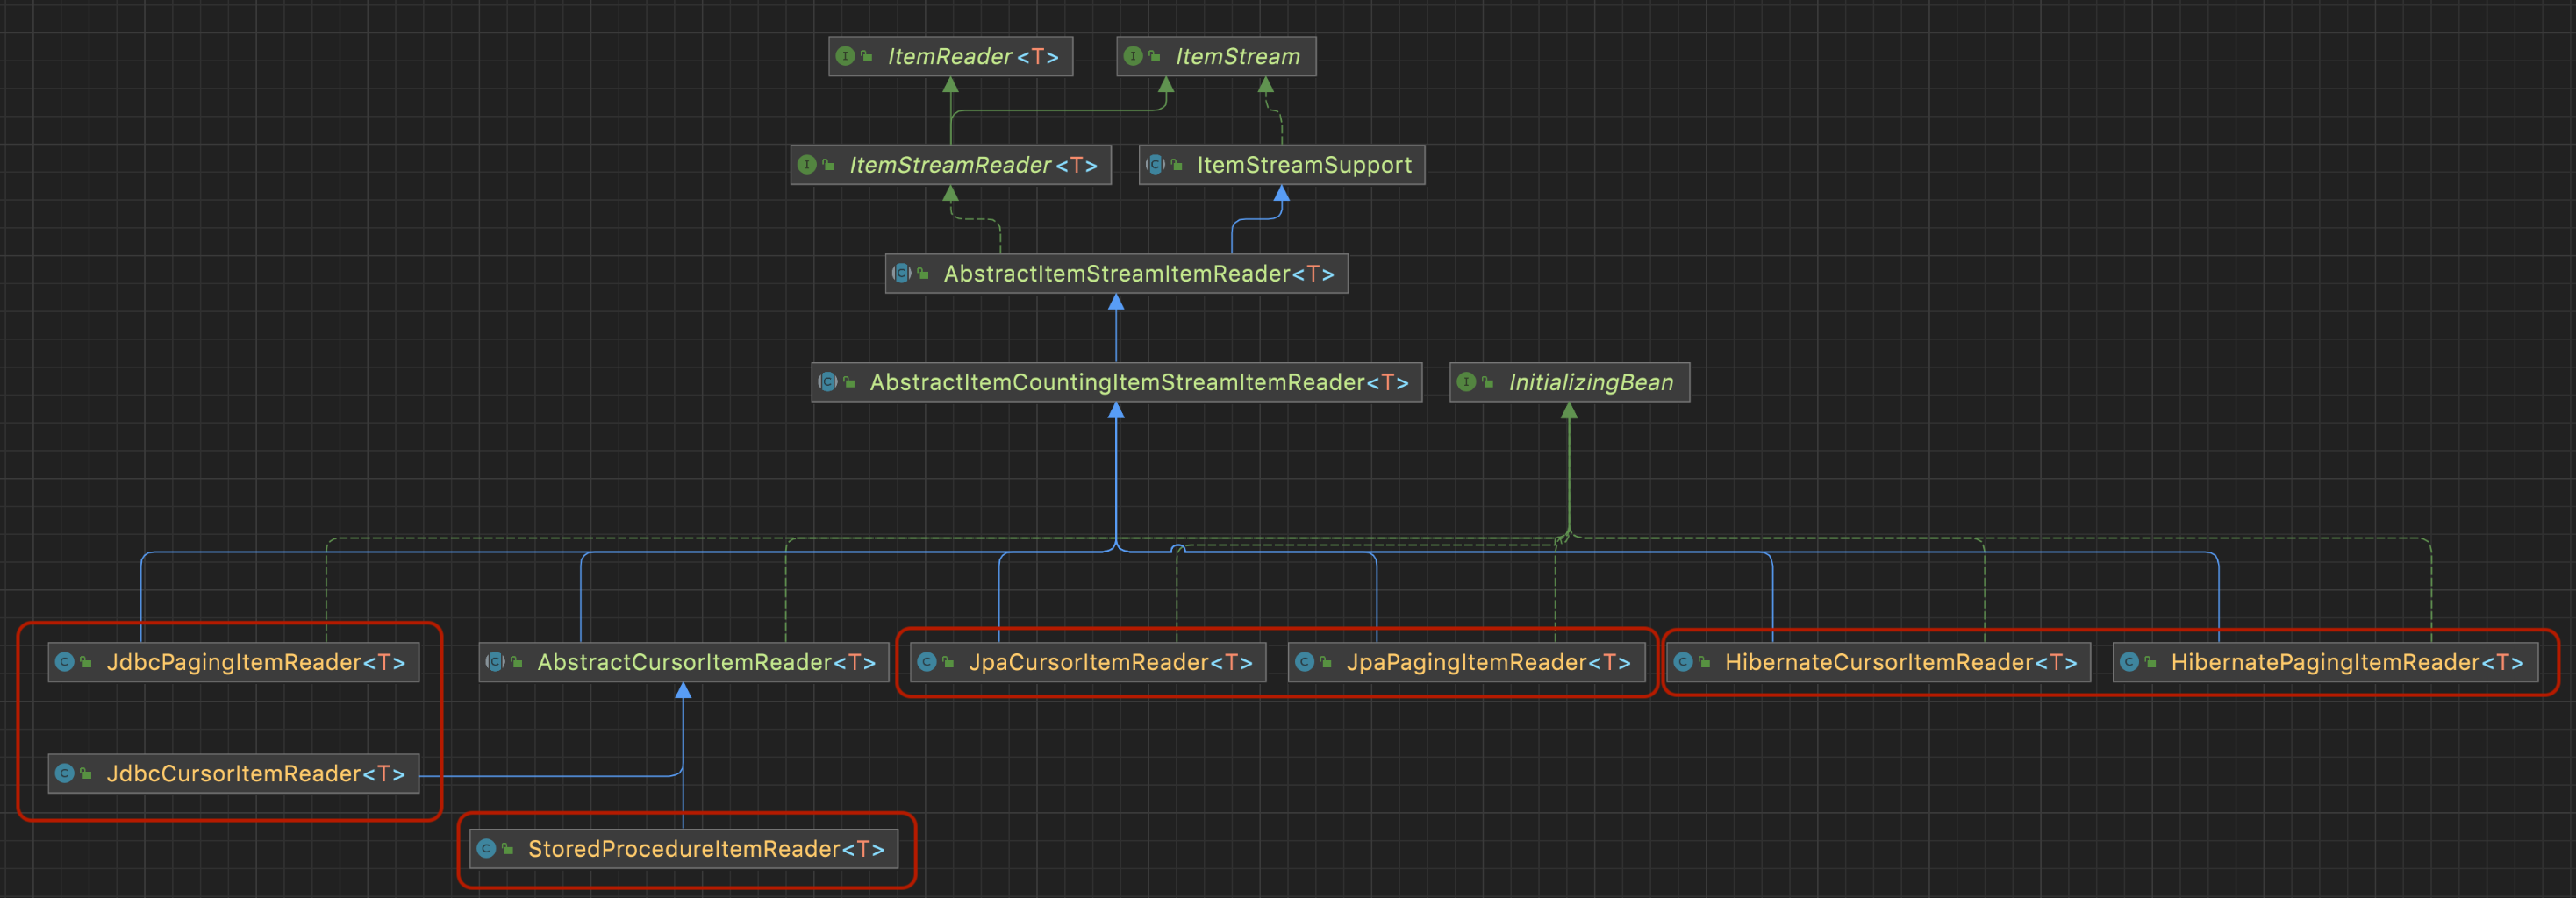 ItemReader<T>
ItemStream
ItemStreamReader<T>
ItemStreamSupport
AbstractItemStreamItemReader<T>
AbstractItemCountingItemStreamItemReader<T>
InitializingBean
JdbcPagingItemReader<T>
AbstractCursorItemReader<T>
JpaCursorItemReader<T>
JpaPagingItemReader<T>
HibernateCursorItemReader<T>
HibernatePagingItemReader<T>
JdbcCursorItemReader<T>
StoredProcedureItemReader<T>